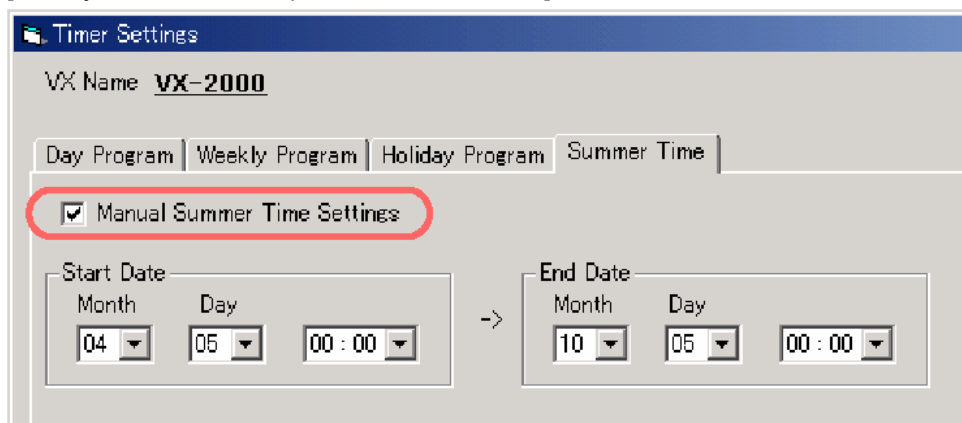 Timer Settings
VX Name VX-2000
Day Program Weekly Program Holiday Program Summer Time
Manual Summer Time Settings
Start Date End Date
Month Day -> Month Day
04 05 00 : 00 10 05 00 : 00